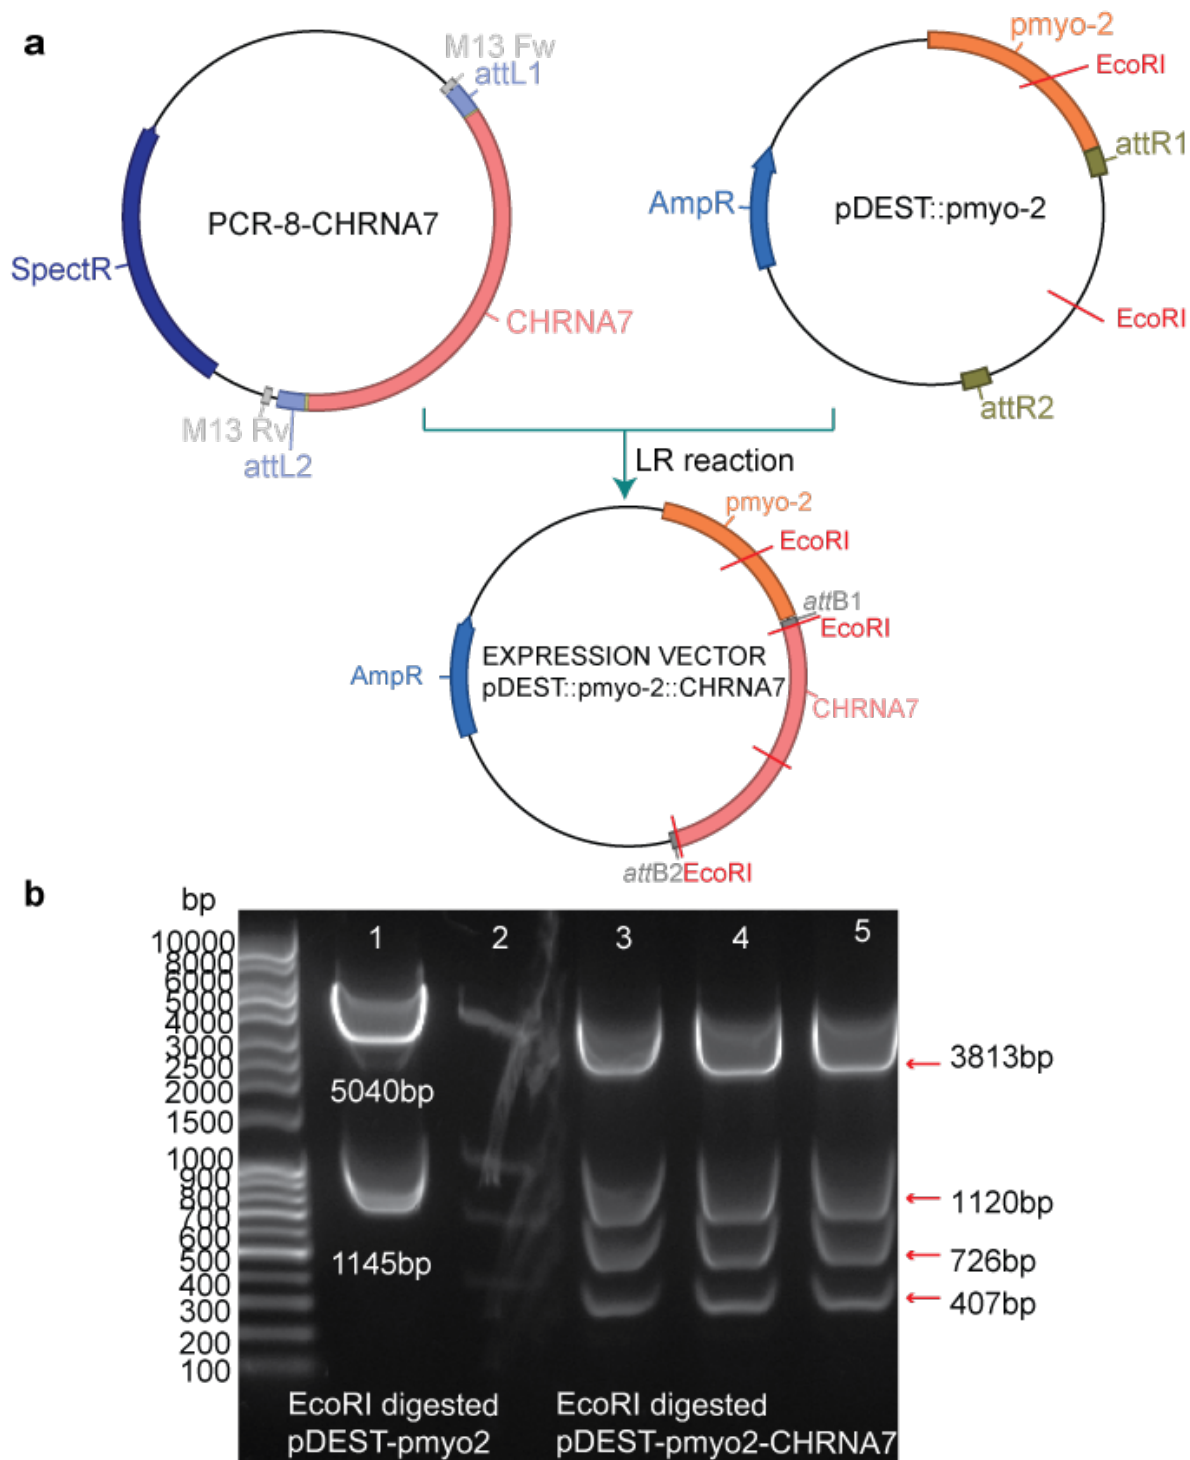 a
M13 Fw
attL1
PCR-8-CHRNA7
SpectR
CHRNA7
M13 Rv
attL2
pmyo-2
EcoRI
attR1
AmpR
pDEST::pmyo-2
EcoRI
attR2
LR reaction
pmyo-2
EcoRI
attB1
EcoRI
EXPRESSION VECTOR
pDEST::pmyo-2::CHRNA7
AmpR
CHRNA7
attB2EcoRI
b
bp
10000
8000
6000
5000
4000
3000
2500
2000
1500
1000
900
800
700
600
500
400
300
200
100
1 2 3 4 5
5040bp
1145bp
3813bp
1120bp
726bp
407bp
EcoRI digested
pDEST-pmyo2
EcoRI digested
pDEST-pmyo2-CHRNA7